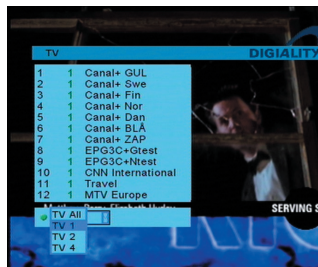 TV
DIGIALITY
1 1 Canal+ GUL
2 1 Canal+ Swe
3 1 Canal+ Fin
4 1 Canal+ Nor
5 1 Canal+ Dan
6 1 Canal+ BLÅ
7 1 Canal+ ZAP
8 1 EPG3C+Gtest
9 1 EPG3C+Ntest
10 1 CNN International
11 1 Travel
12 1 MTV Europe
Perry, Elizabeth Hurley
SERVING S
TV All
TV 1
TV 2
TV 4